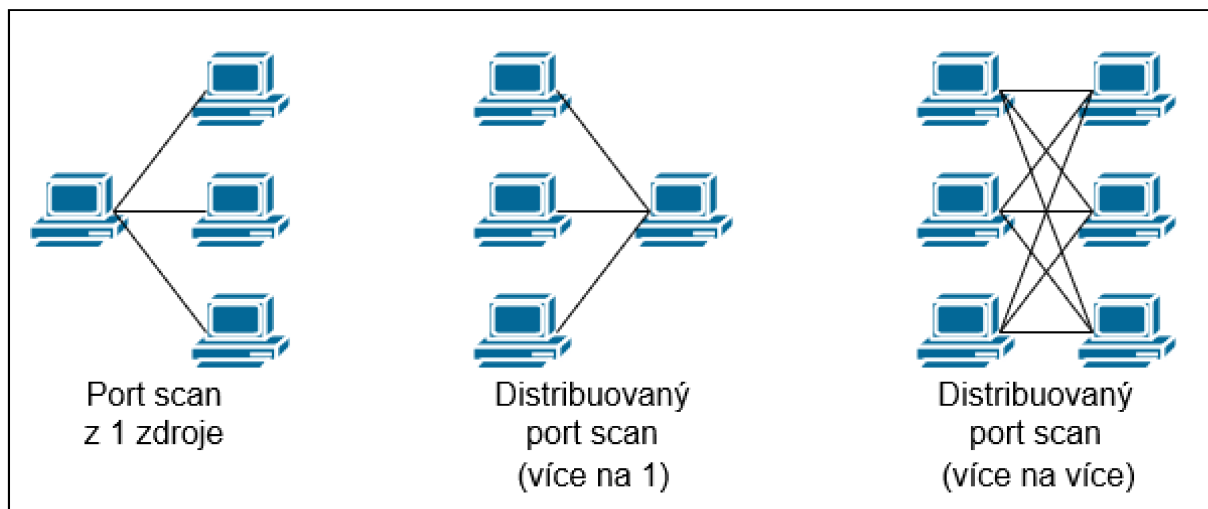 Port scan
z 1 zdroje
Distribuovaný
port scan
(více na 1)
Distribuovaný
port scan
(více na více)